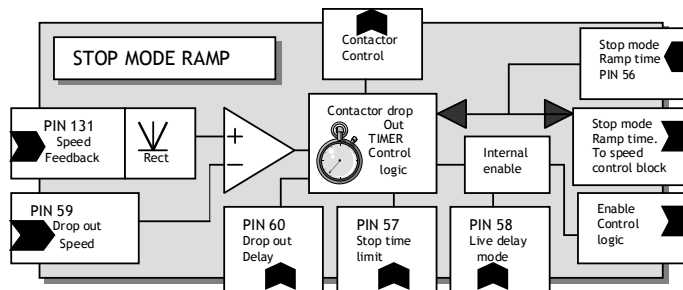 STOP MODE RAMP
Contactor
Control
Stop mode
Ramp time
PIN 56
PIN 131
Speed
Feedback
Rect
+
−
Contactor drop
Out
TIMER
Control
logic
Internal
enable
Stop mode
Ramp time.
To speed
control block
PIN 59
Drop out
Speed
PIN 60
Drop out
Delay
PIN 57
Stop time
limit
PIN 58
Live delay
mode
Enable
Control
logic